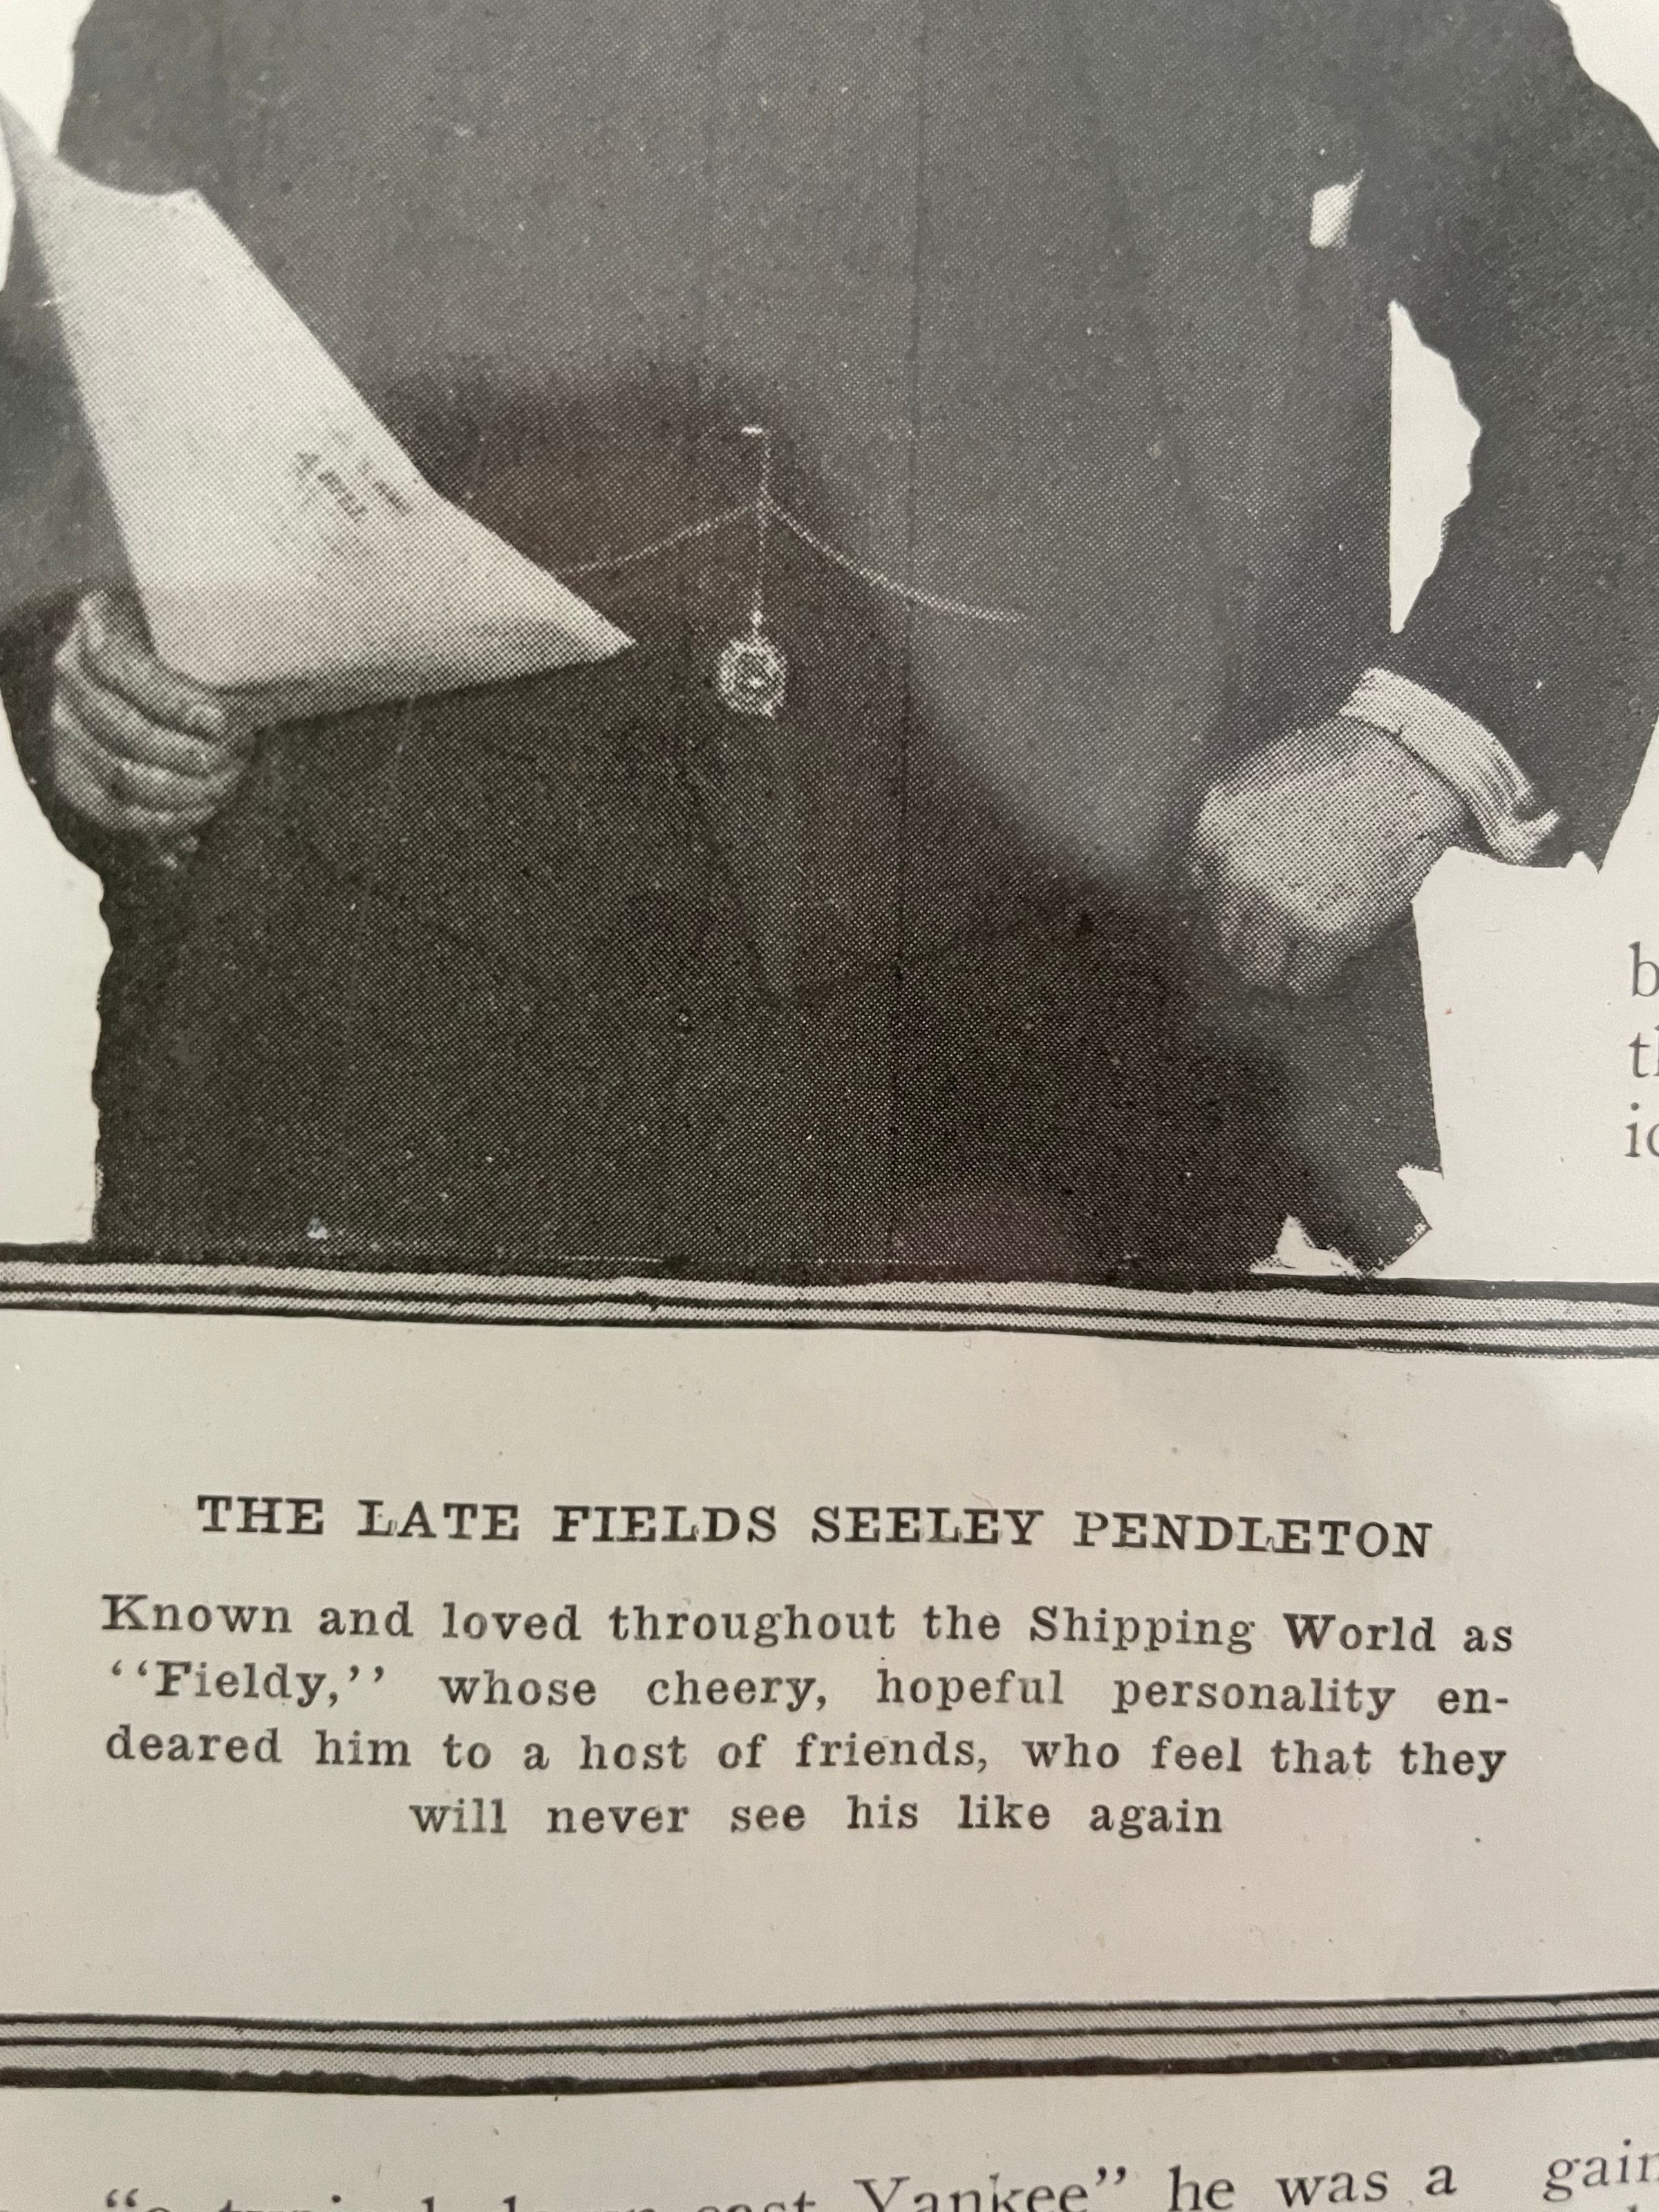 THE LATE FIELDS SEELEY PENDLETON
Known and loved throughout the Shipping World as
‘‘Fieldy,’’ whose cheery, hopeful personality en-
deared him to a host of friends, who feel that they
will never see his like again
east Yankee” he was a